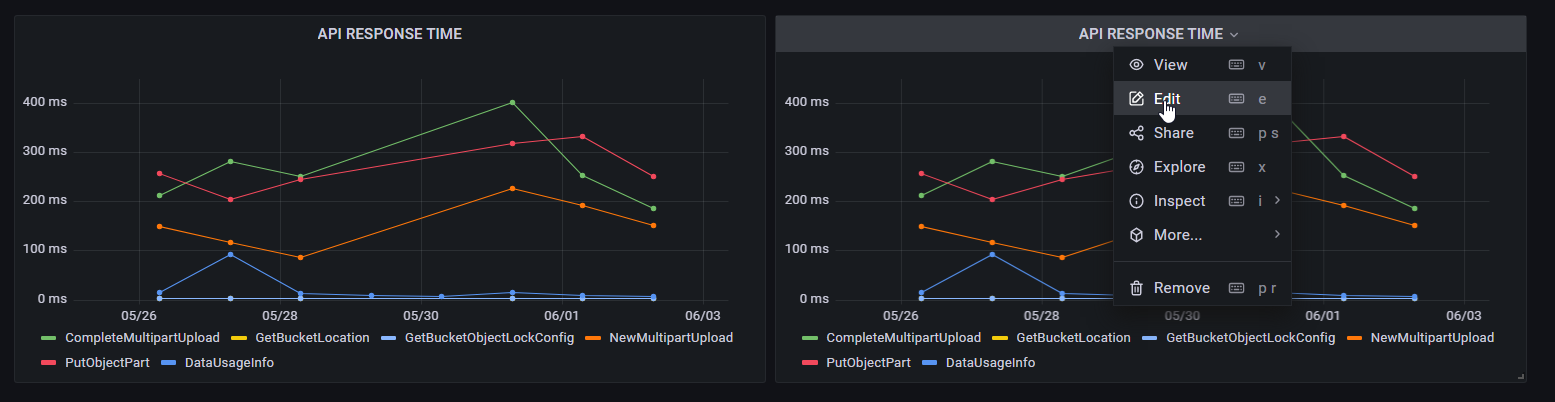 API RESPONSE TIME
400 ms
300 ms
200 ms
100 ms
0 ms
05/26 05/28 05/30 06/01 06/03
CompleteMultipartUpload GetBucketLocation GetBucketObjectLockConfig NewMultipartUpload
PutObjectPart DataUsageInfo
API RESPONSE TIME
View v
Edit e
Share p s
Explore x
Inspect i
More...
Remove p r
400 ms
300 ms
200 ms
100 ms
0 ms
05/26 05/28 05/30 06/01 06/03
CompleteMultipartUpload GetBucketLocation GetBucketObjectLockConfig NewMultipartUpload
PutObjectPart DataUsageInfo